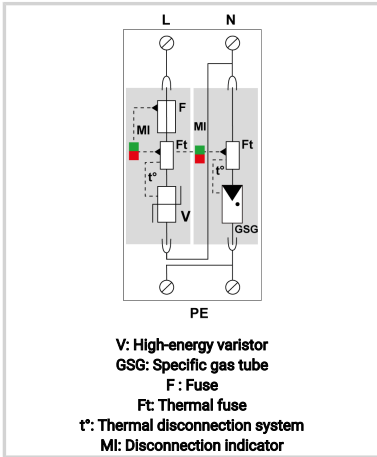 L N
F
MI MI
Ft Ft
t° t°
V
GSG
PE
V: High-energy varistor
GSG: Specific gas tube
F : Fuse
Ft: Thermal fuse
t°: Thermal disconnection system
MI: Disconnection indicator